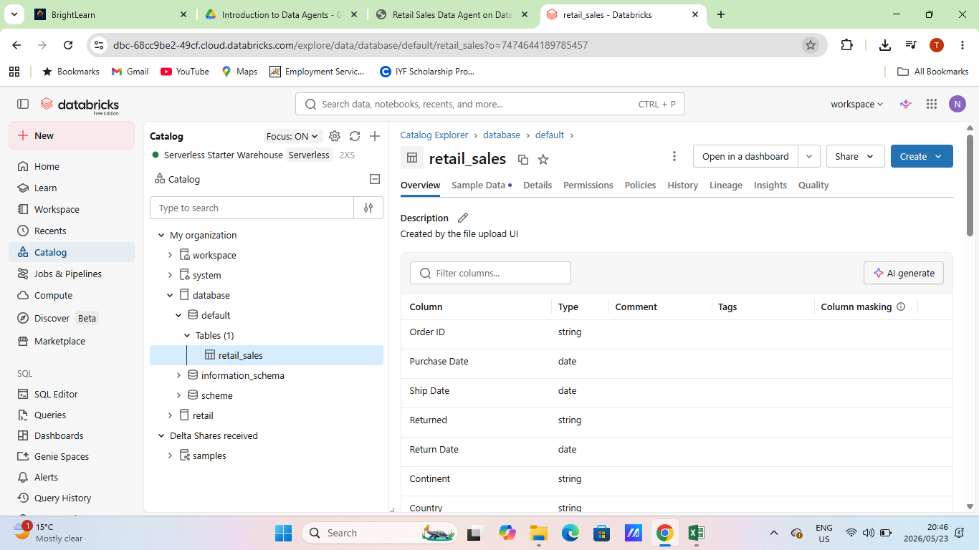 BrightLearn
Introduction to Data Agents - G
Retail Sales Data Agent on Data
retail_sales - Databricks
dbc-68cc9be2-49cf.cloud.databricks.com/explore/data/database/default/retail_sales?o=7474644189785457
T
Bookmarks
Gmail
YouTube
Maps
Employment Servic...
IYF Scholarship Pro...
All Bookmarks
databricks
Free Edition
Search data, notebooks, recents, and more...
CTRL + P
workspace
N
New
Home
Learn
Workspace
Recents
Catalog
Jobs & Pipelines
Compute
Discover Beta
Marketplace
SQL
SQL Editor
Queries
Dashboards
Genie Spaces
Alerts
Query History
Catalog
Focus: ON
Serverless Starter Warehouse Serverless 2XS
Catalog
Type to search
My organization
workspace
system
database
default
Tables (1)
retail_sales
information_schema
scheme
retail
Delta Shares received
samples
Catalog Explorer > database > default >
retail_sales
Open in a dashboard
Share
Create
Overview Sample Data Details Permissions Policies History Lineage Insights Quality
Description
Created by the file upload UI
Filter columns...
AI generate
Column Type Comment Tags Column masking
Order ID string
Purchase Date date
Ship Date date
Returned string
Return Date date
Continent string
Country string
1
15°C
Mostly clear
Search
ENG
US
20:46
2026/05/23